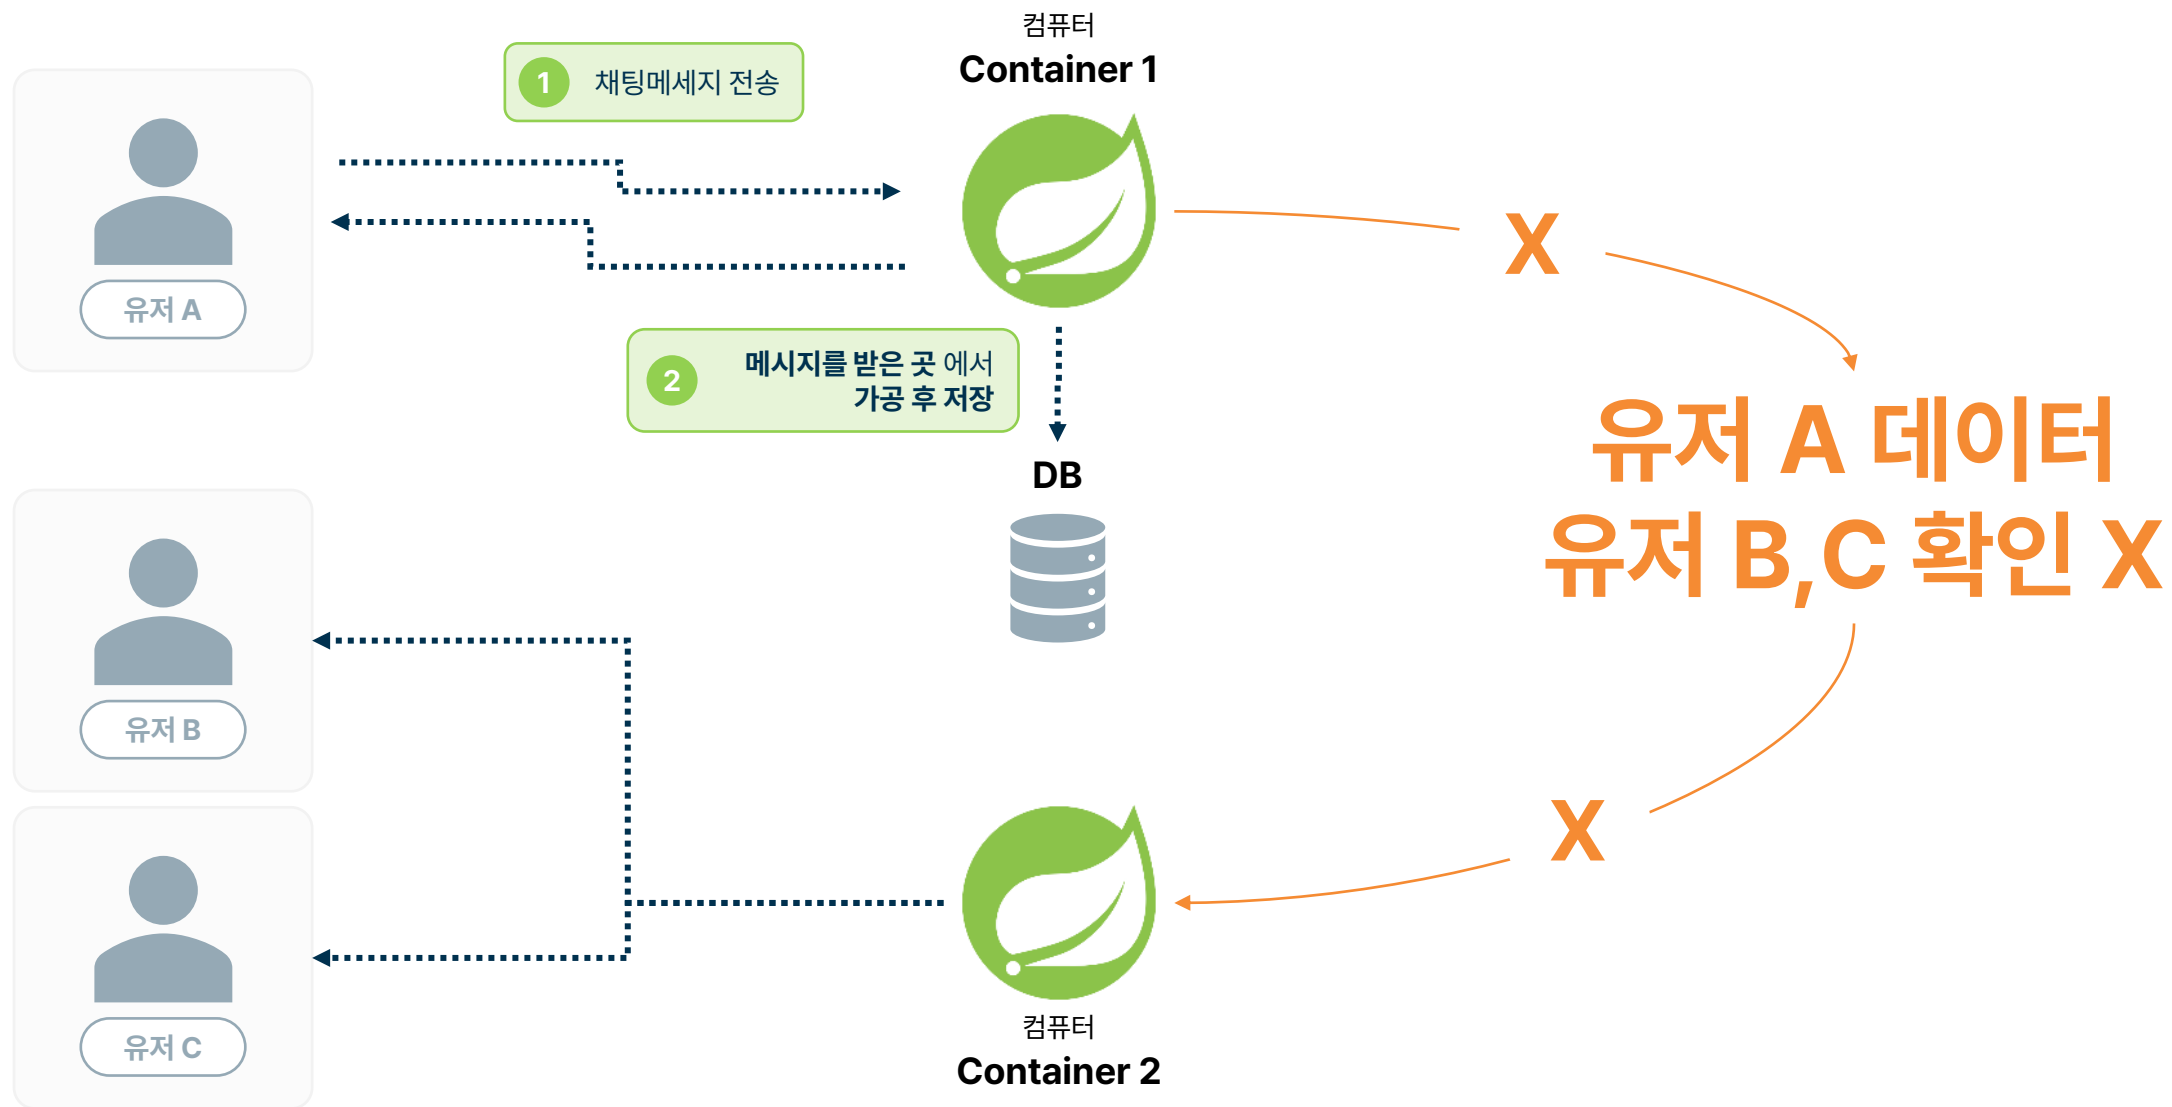 컴퓨터
Container 1
1 채팅메세지 전송
유저 A
X
2 메시지를 받은 곳 에서
가공 후 저장
유저 A 데이터
유저 B,C 확인 X
DB
유저 B
X
유저 C
컴퓨터
Container 2